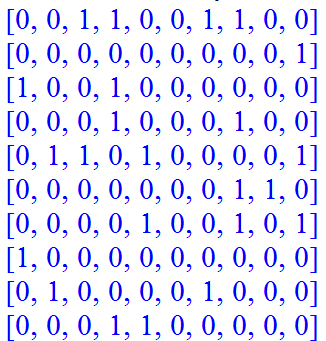 [0, 0, 1, 1, 0, 0, 1, 1, 0, 0]
[0, 0, 0, 0, 0, 0, 0, 0, 0, 1]
[1, 0, 0, 1, 0, 0, 0, 0, 0, 0]
[0, 0, 0, 1, 0, 0, 0, 1, 0, 0]
[0, 1, 1, 0, 1, 0, 0, 0, 0, 1]
[0, 0, 0, 0, 0, 0, 0, 1, 1, 0]
[0, 0, 0, 0, 1, 0, 0, 1, 0, 1]
[1, 0, 0, 0, 0, 0, 0, 0, 0, 0]
[0, 1, 0, 0, 0, 0, 1, 0, 0, 0]
[0, 0, 0, 1, 1, 0, 0, 0, 0, 0]